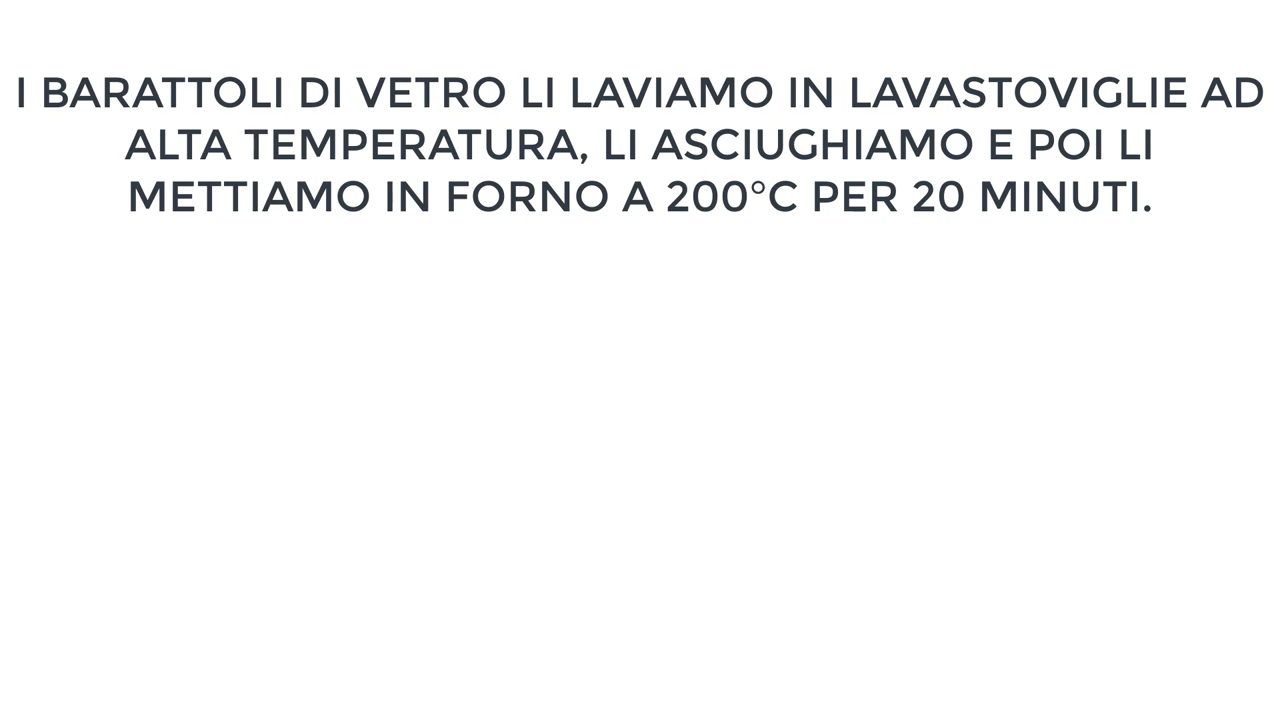 I BARATTOLI DI VETRO LI LAVIAMO IN LAVASTOVIGLIE AD
ALTA TEMPERATURA, LI ASCIUGHIAMO E POI LI
METTIAMO IN FORNO A 200°C PER 20 MINUTI.